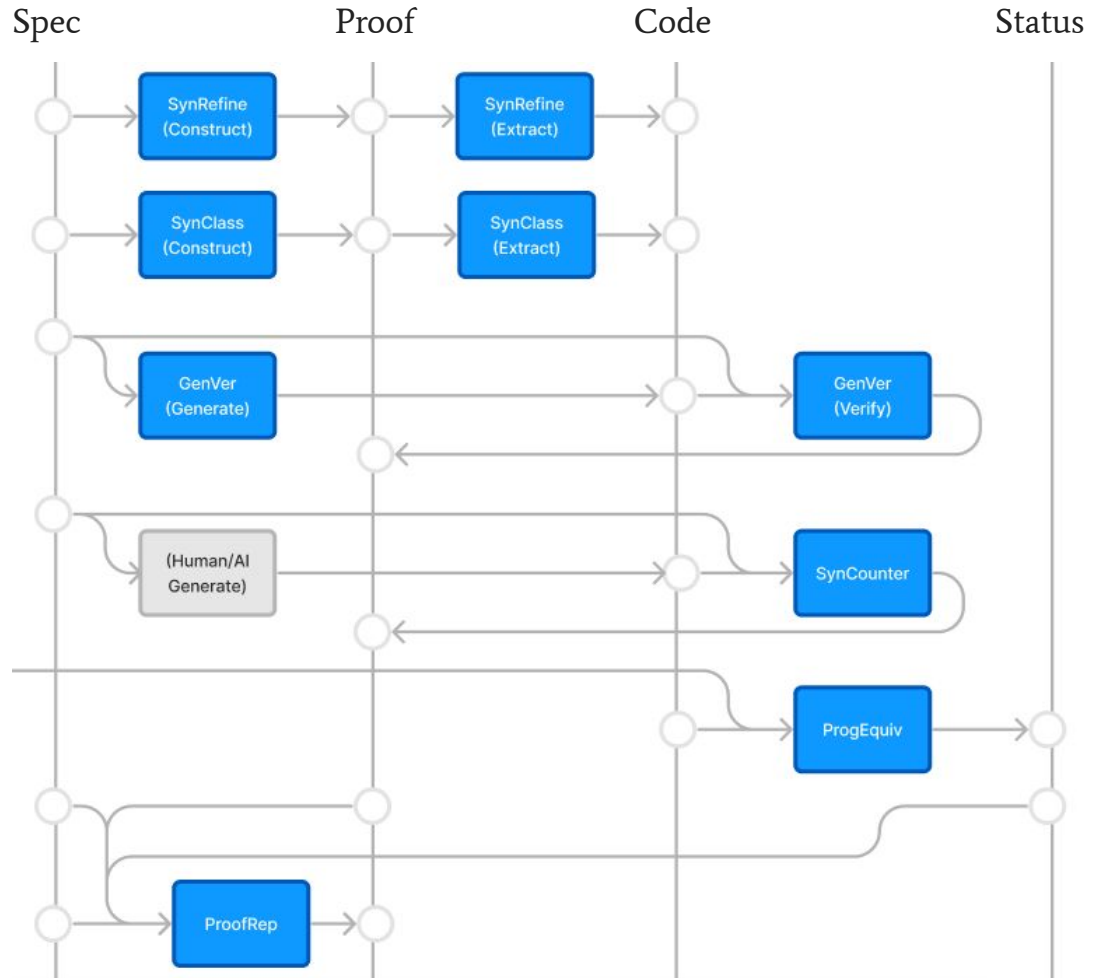 Spec Proof Code Status
SynRefine
(Construct)
SynRefine
(Extract)
SynClass
(Construct)
SynClass
(Extract)
GenVer
(Generate)
GenVer
(Verify)
(Human/AI
Generate)
SynCounter
ProgEquiv
ProofRep